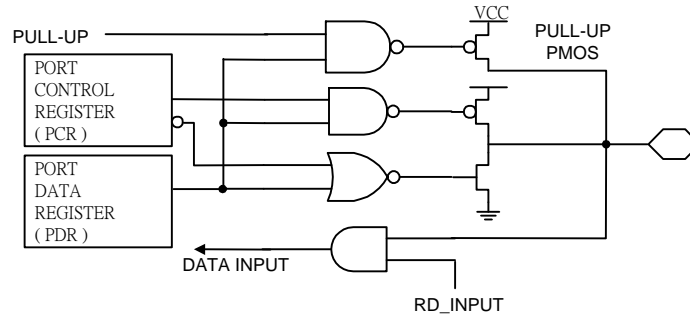 VCC
PULL-UP
PULL-UP
PMOS
PORT
CONTROL
REGISTER
( PCR )
PORT
DATA
REGISTER
( PDR )
DATA INPUT
RD_INPUT